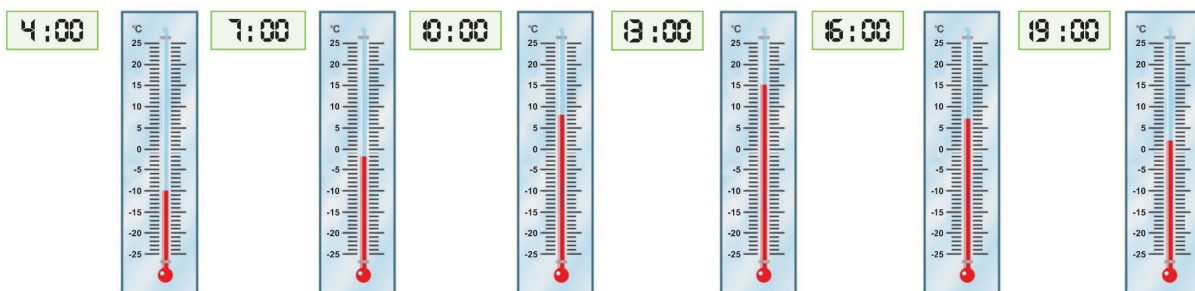 4:00 7:00 10:00 13:00 16:00 19:00
°C °C °C °C °C °C
25 25 25 25 25 25
20 20 20 20 20 20
15 15 15 15 15 15
10 10 10 10 10 10
5 5 5 5 5 5
0 0 0 0 0 0
-5 -5 -5 -5 -5 -5
-10 -10 -10 -10 -10 -10
-15 -15 -15 -15 -15 -15
-20 -20 -20 -20 -20 -20
-25 -25 -25 -25 -25 -25